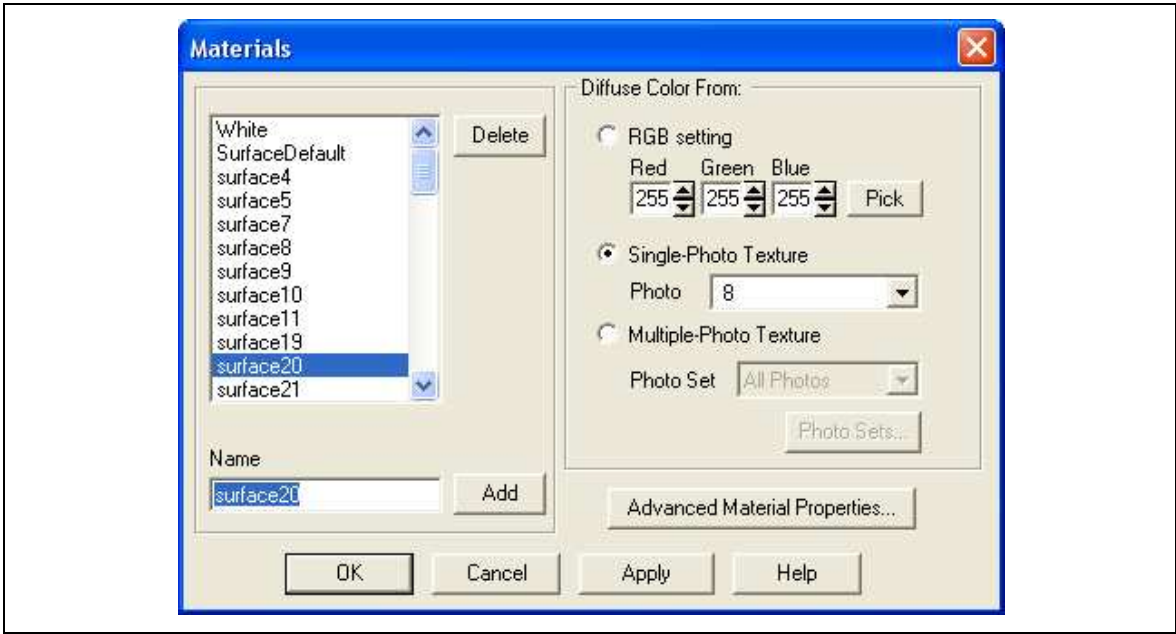 Materials
White
SurfaceDefault
surface4
surface5
surface7
surface8
surface9
surface10
surface11
surface19
surface20
surface21
Delete
Name
surface20
Add
Diffuse Color From:
RGB setting
Red Green Blue
255 255 255 Pick
Single-Photo Texture
Photo 8
Multiple-Photo Texture
Photo Set All Photos
Photo Sets...
Advanced Material Properties...
OK Cancel Apply Help